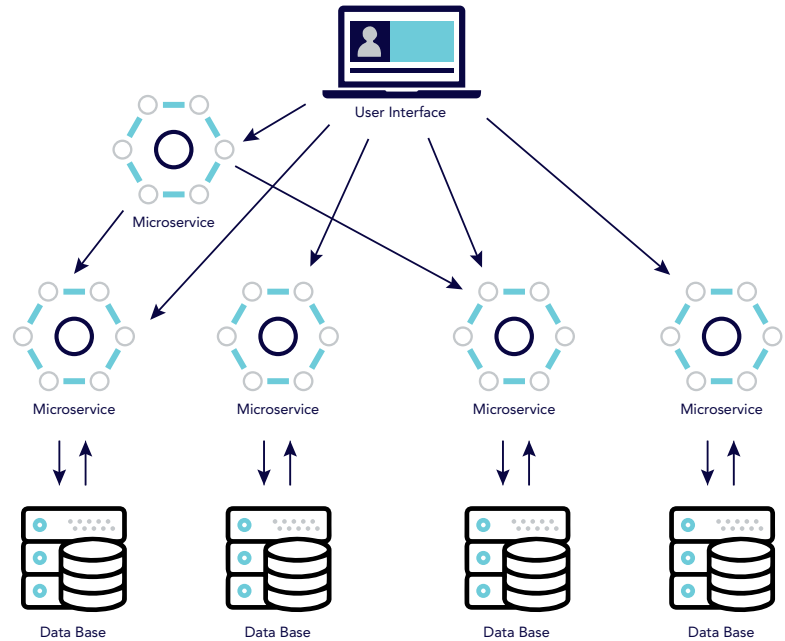 User Interface
Microservice
Microservice
Microservice
Microservice
Microservice
Data Base
Data Base
Data Base
Data Base